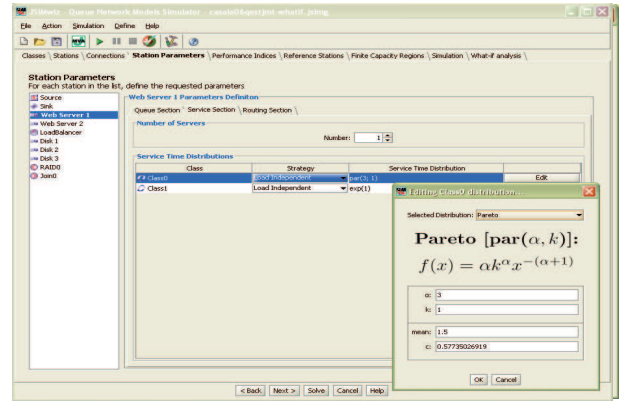 JSIMwiz - Queue Network Models Simulator - casain08qestjmt-whatif.jsimg
File Action Simulation Define Help
Classes Stations Connections Station Parameters Performance Indices Reference Stations Finite Capacity Regions Simulation What-if analysis
Station Parameters
For each station in the list, define the requested parameters
Source
Sink
Web Server 1
Web Server 2
LoadBalancer
Disk 1
Disk 2
Disk 3
RAID0
Join0
Web Server 1 Parameters Definiton
Queue Section Service Section Routing Section
Number of Servers
Number: 1
Service Time Distributions
Class Strategy Service Time Distribution
Class0 Load Independent par(3; 1) Edit
Class1 Load Independent exp(1)
Editing Class0 distribution...
Selected Distribution: Pareto
Pareto [par(α, k)]:
f(x) = αk^α x^−(α+1)
α: 3
k: 1
mean: 1.5
c: 0.57735026919
OK Cancel
< Back Next > Solve Cancel Help